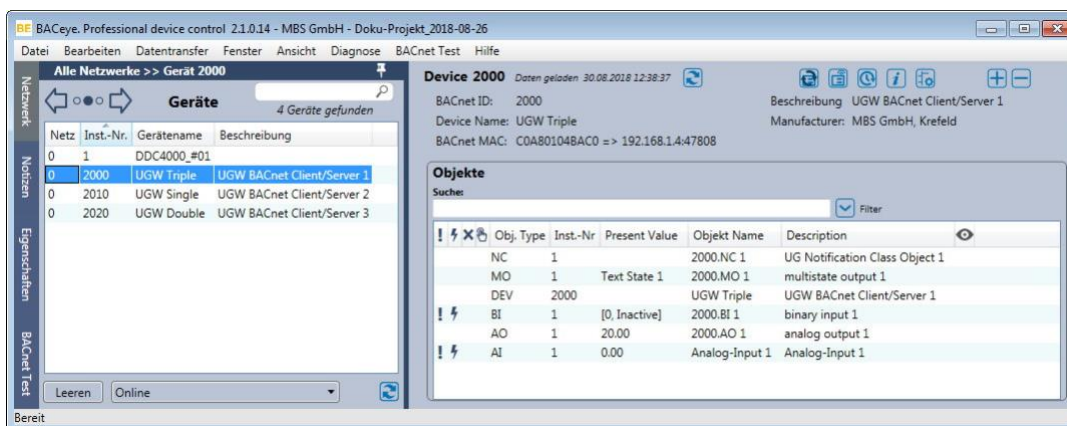 BE BACeye. Professional device control 2.1.0.14 - MBS GmbH - Doku-Projekt_2018-08-26
Datei Bearbeiten Datentransfer Fenster Ansicht Diagnose BACnet Test Hilfe
Netzwerk
Notizen
Eigenschaften
BACnet Test
Alle Netzwerke >> Gerät 2000
Geräte
4 Geräte gefunden
Netz Inst.-Nr. Gerätename Beschreibung
0 1 DDC4000_#01
0 2000 UGW Triple UGW BACnet Client/Server 1
0 2010 UGW Single UGW BACnet Client/Server 2
0 2020 UGW Double UGW BACnet Client/Server 3
Leeren Online
Device 2000 Daten geladen 30.08.2018 12:38:37
BACnet ID: 2000 Beschreibung UGW BACnet Client/Server 1
Device Name: UGW Triple Manufacturer: MBS GmbH, Krefeld
BACnet MAC: C0A80104BAC0 => 192.168.1.4:47808
Objekte
Suche:
Filter
Obj. Type Inst.-Nr Present Value Objekt Name Description
NC 1 2000.NC 1 UG Notification Class Object 1
MO 1 Text State 1 2000.MO 1 multistate output 1
DEV 2000 UGW Triple UGW BACnet Client/Server 1
! BI 1 [0, Inactive] 2000.BI 1 binary input 1
AO 1 20.00 2000.AO 1 analog output 1
! AI 1 0.00 Analog-Input 1 Analog-Input 1
Bereit